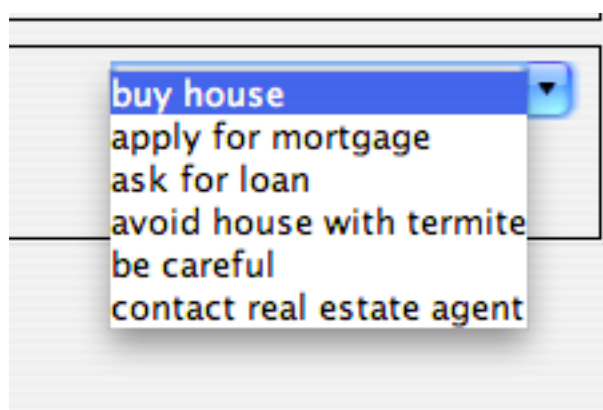 buy house
apply for mortgage
ask for loan
avoid house with termite
be careful
contact real estate agent